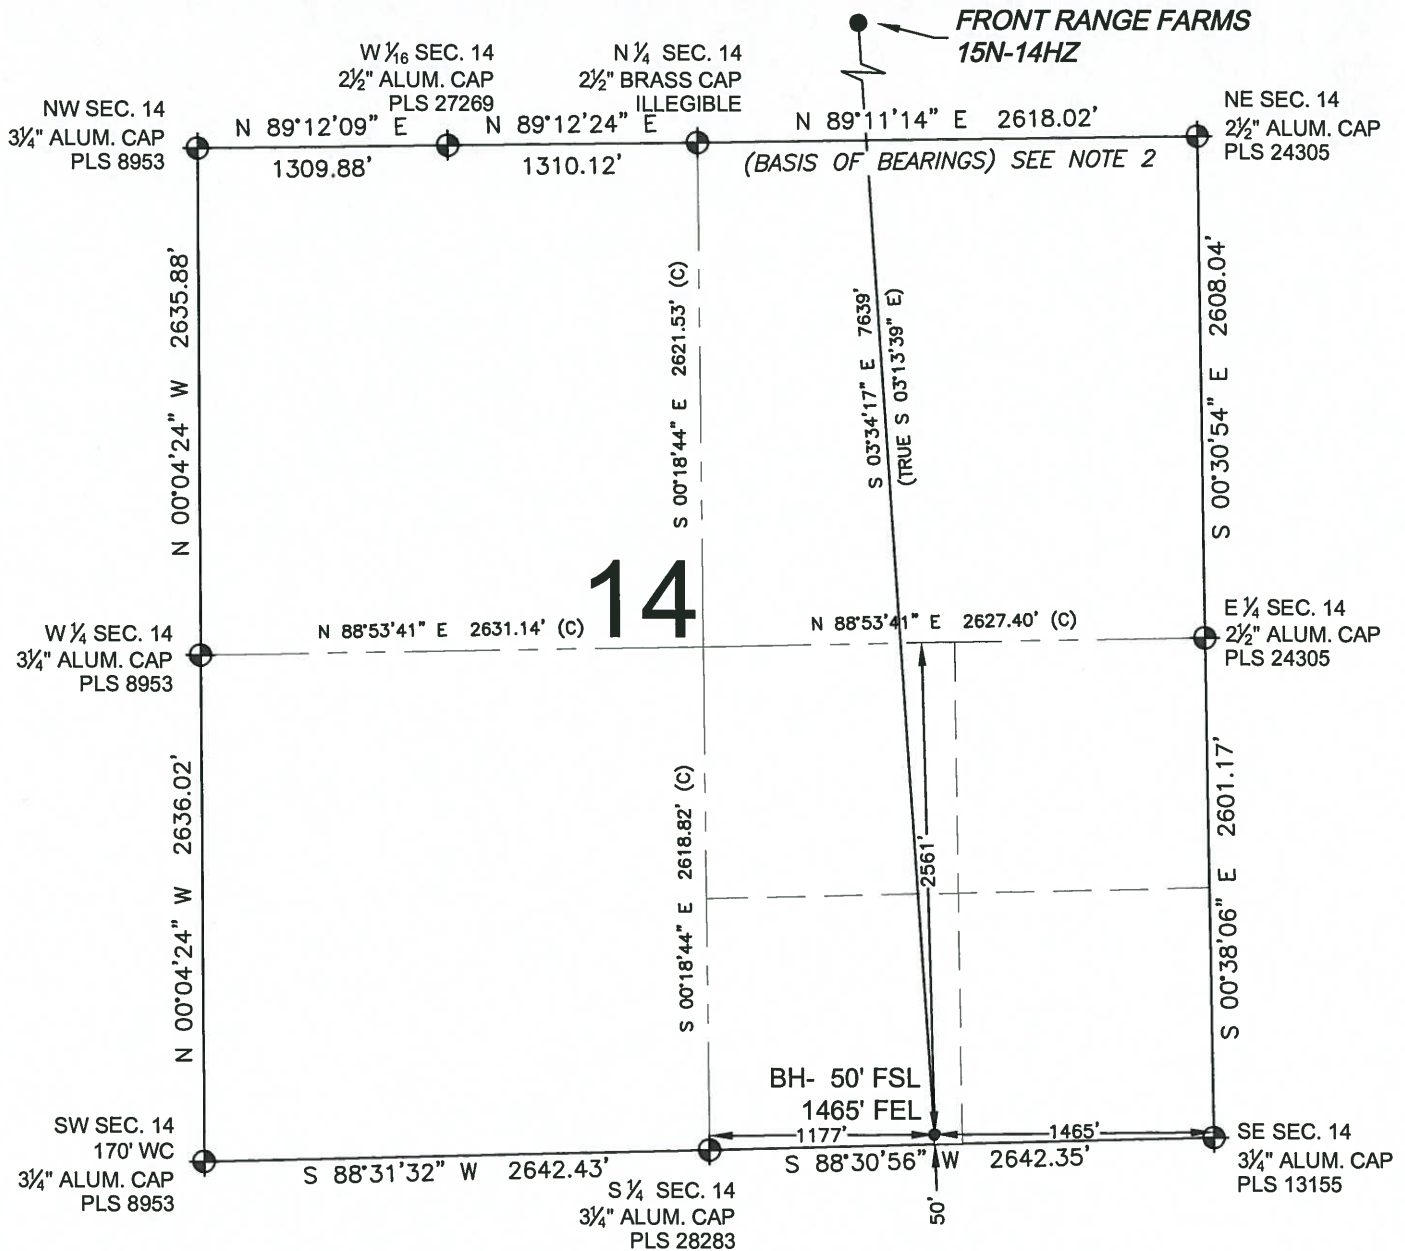 FRONT RANGE FARMS
15N-14HZ
W 1/16 SEC. 14
2½" ALUM. CAP
PLS 27269
N ¼ SEC. 14
2½" BRASS CAP
ILLEGIBLE
NW SEC. 14
3¼" ALUM. CAP
PLS 8953
NE SEC. 14
2½" ALUM. CAP
PLS 24305
N 89°12'09" E
1309.88'
N 89°12'24" E
1310.12'
N 89°11'14" E 2618.02'
(BASIS OF BEARINGS) SEE NOTE 2
N 00°04'24" W 2635.88'
S 00°18'44" E 2621.53' (C)
S 03°34'17" E 7639'
(TRUE S 03°13'39" E)
S 00°30'54" E 2608.04'
14
W ¼ SEC. 14
3¼" ALUM. CAP
PLS 8953
N 88°53'41" E 2631.14' (C)
N 88°53'41" E 2627.40' (C)
E ¼ SEC. 14
2½" ALUM. CAP
PLS 24305
N 00°04'24" W 2636.02'
S 00°18'44" E 2618.82' (C)
2561'
S 00°38'06" E 2601.17'
BH- 50' FSL
1465' FEL
1177'
1465'
SW SEC. 14
170' WC
3¼" ALUM. CAP
PLS 8953
S 88°31'32" W 2642.43'
S ¼ SEC. 14
3¼" ALUM. CAP
PLS 28283
S 88°30'56" W 2642.35'
50'
SE SEC. 14
3¼" ALUM. CAP
PLS 13155